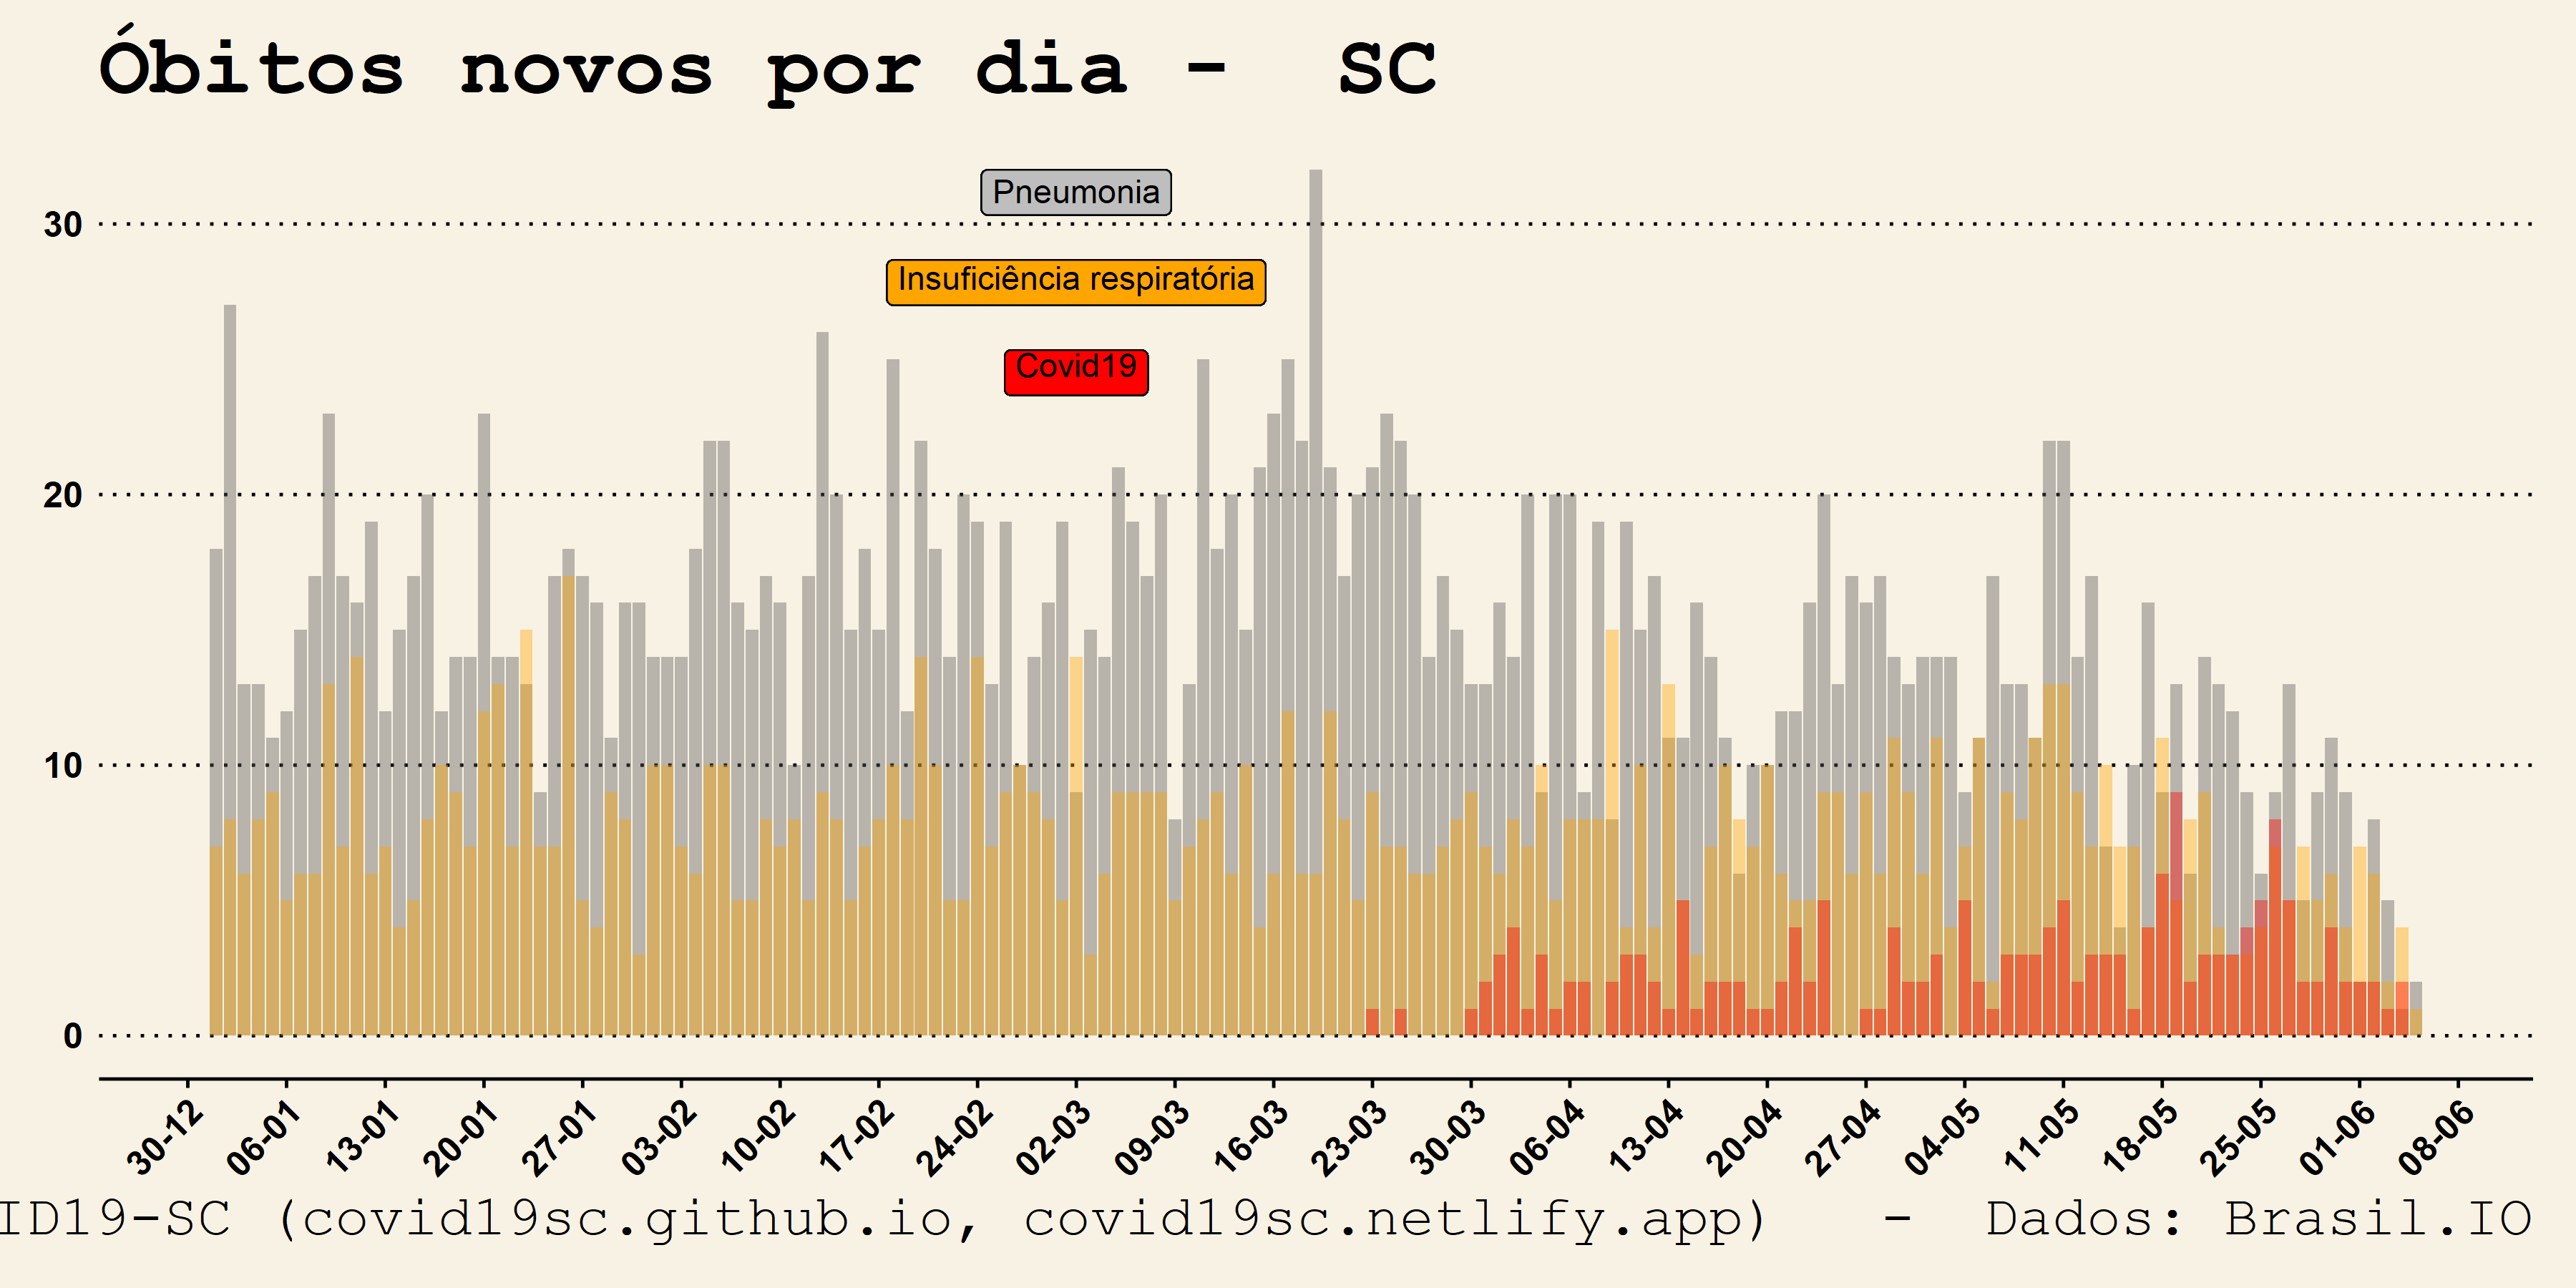 Óbitos novos por dia - SC
Pneumonia
Insuficiência respiratória
Covid19
30
20
10
0
30-12 06-01 13-01 20-01 27-01 03-02 10-02 17-02 24-02 02-03 09-03 16-03 23-03 30-03 06-04 13-04 20-04 27-04 04-05 11-05 18-05 25-05 01-06 08-06
ID19-SC (covid19sc.github.io, covid19sc.netlify.app) - Dados: Brasil.IO